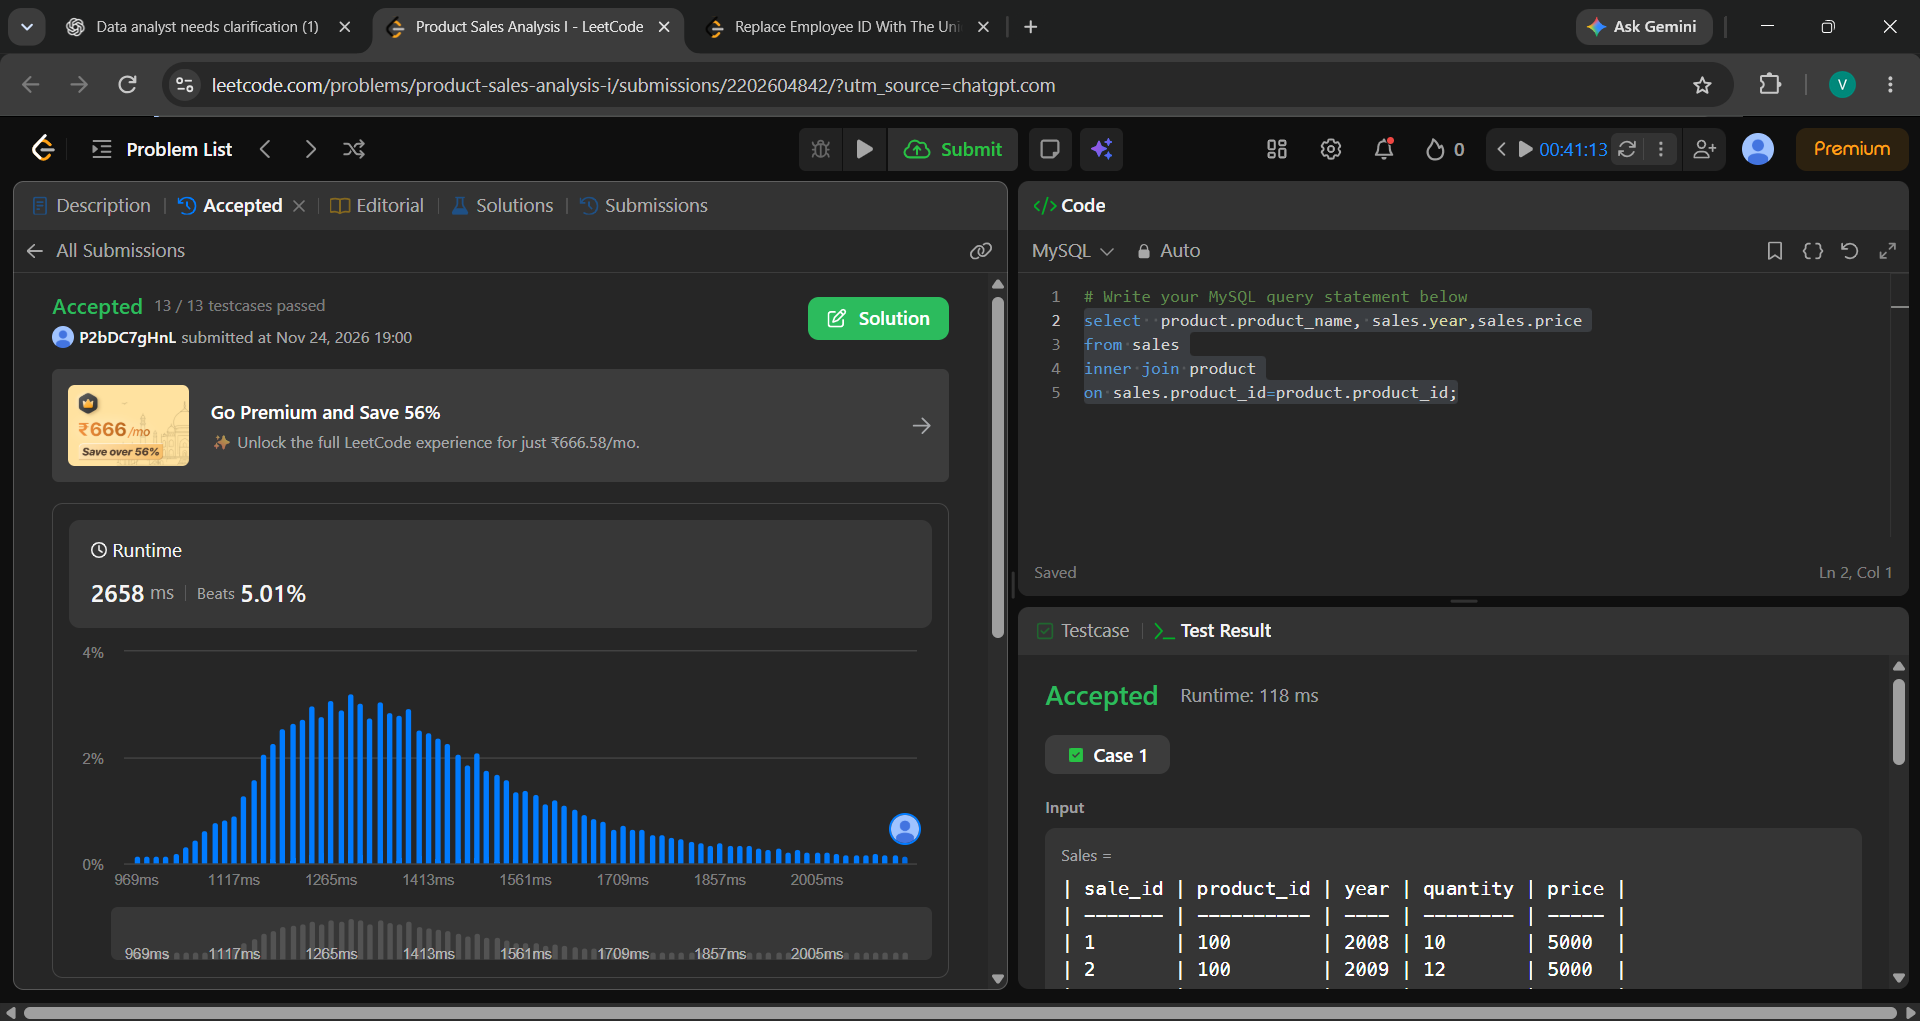 Data analyst needs clarification (1)
Product Sales Analysis I - LeetCode
Replace Employee ID With The Uni
Ask Gemini
leetcode.com/problems/product-sales-analysis-i/submissions/2202604842/?utm_source=chatgpt.com
V
Problem List
Submit
0
00:41:13
Premium
Description
Accepted
Editorial
Solutions
Submissions
All Submissions
Accepted 13 / 13 testcases passed
P2bDC7gHnL submitted at Nov 24, 2026 19:00
Solution
₹666/mo
Save over 56%
Go Premium and Save 56%
Unlock the full LeetCode experience for just ₹666.58/mo.
Runtime
2658 ms Beats 5.01%
4%
2%
0%
969ms 1117ms 1265ms 1413ms 1561ms 1709ms 1857ms 2005ms
969ms 1117ms 1265ms 1413ms 1561ms 1709ms 1857ms 2005ms
</> Code
MySQL Auto
1 # Write your MySQL query statement below
2 select  product.product_name, sales.year,sales.price
3 from sales
4 inner join product
5 on sales.product_id=product.product_id;
Saved
Ln 2, Col 1
Testcase
Test Result
Accepted Runtime: 118 ms
Case 1
Input
Sales =
| sale_id | product_id | year | quantity | price |
| ------- | ---------- | ---- | -------- | ----- |
| 1 | 100 | 2008 | 10 | 5000 |
| 2 | 100 | 2009 | 12 | 5000 |